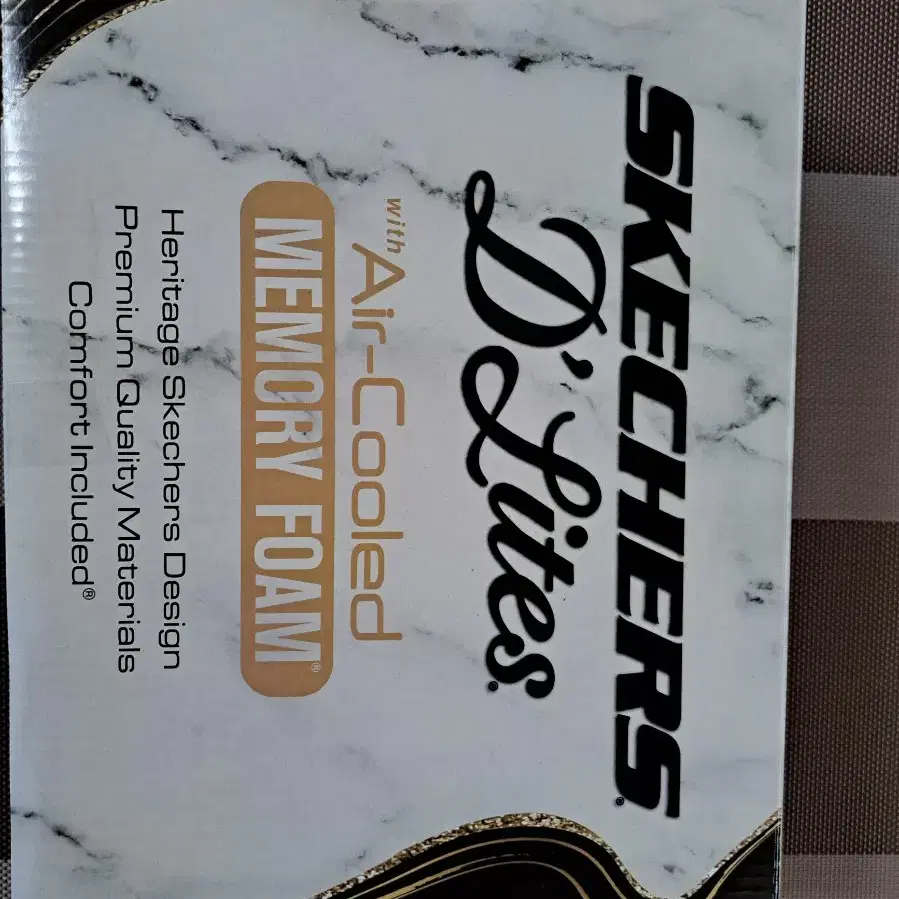 SKECHERS®
D'Lites®
with Air-Cooled
MEMORY FOAM®
Heritage Skechers Design
Premium Quality Materials
Comfort Included®